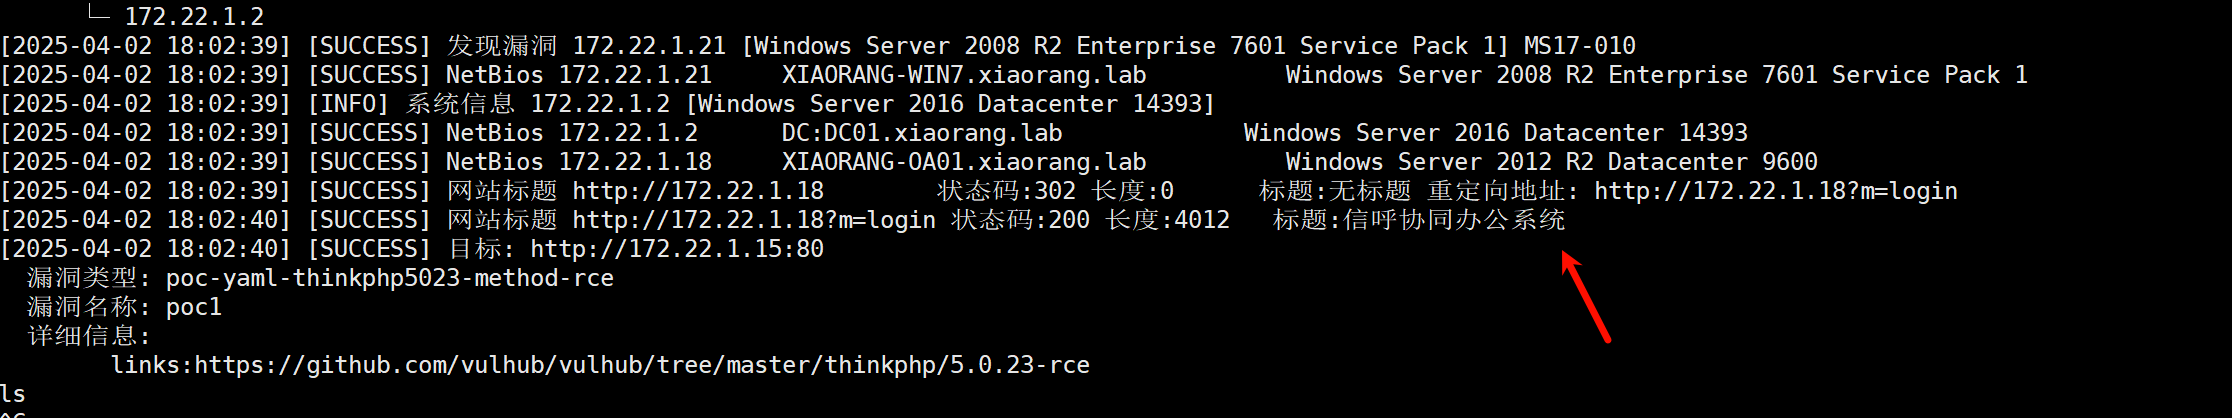 └─ 172.22.1.2
[2025-04-02 18:02:39] [SUCCESS] 发现漏洞 172.22.1.21 [Windows Server 2008 R2 Enterprise 7601 Service Pack 1] MS17-010
[2025-04-02 18:02:39] [SUCCESS] NetBios 172.22.1.21 XIAORANG-WIN7.xiaorang.lab Windows Server 2008 R2 Enterprise 7601 Service Pack 1
[2025-04-02 18:02:39] [INFO] 系统信息 172.22.1.2 [Windows Server 2016 Datacenter 14393]
[2025-04-02 18:02:39] [SUCCESS] NetBios 172.22.1.2 DC:DC01.xiaorang.lab Windows Server 2016 Datacenter 14393
[2025-04-02 18:02:39] [SUCCESS] NetBios 172.22.1.18 XIAORANG-OA01.xiaorang.lab Windows Server 2012 R2 Datacenter 9600
[2025-04-02 18:02:39] [SUCCESS] 网站标题 http://172.22.1.18 状态码:302 长度:0 标题:无标题 重定向地址: http://172.22.1.18?m=login
[2025-04-02 18:02:40] [SUCCESS] 网站标题 http://172.22.1.18?m=login 状态码:200 长度:4012 标题:信呼协同办公系统
[2025-04-02 18:02:40] [SUCCESS] 目标: http://172.22.1.15:80
漏洞类型: poc-yaml-thinkphp5023-method-rce
漏洞名称: poc1
详细信息:
links:https://github.com/vulhub/vulhub/tree/master/thinkphp/5.0.23-rce
ls